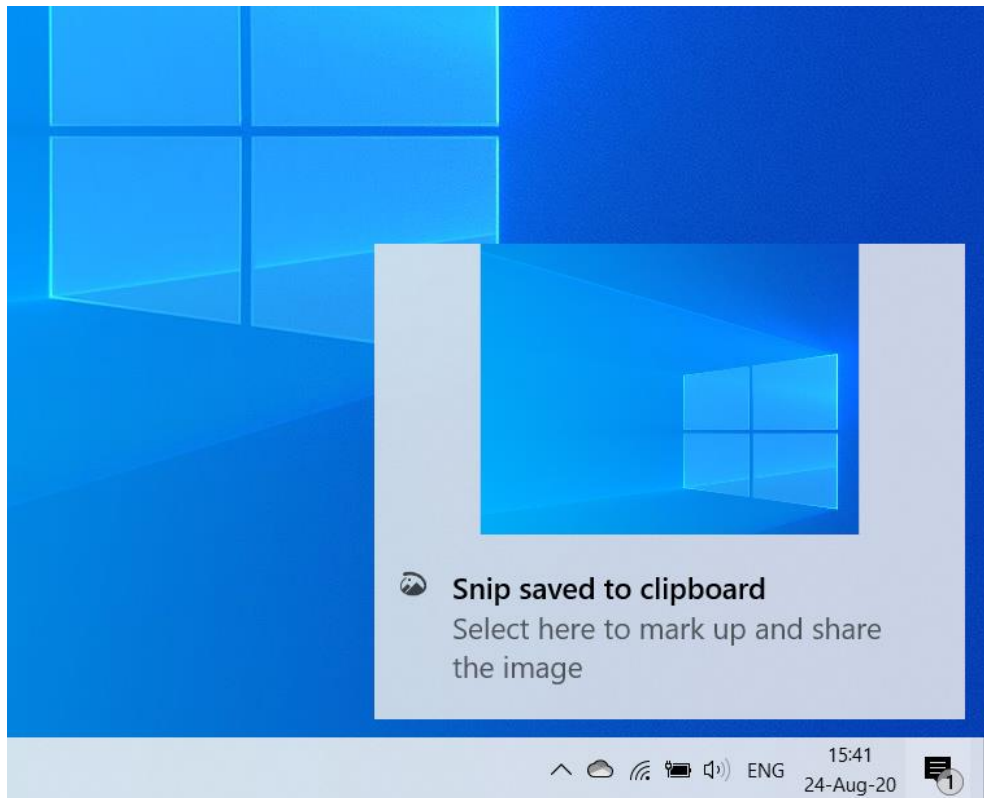 Snip saved to clipboard
Select here to mark up and share
the image
ENG
15:41
24-Aug-20
1